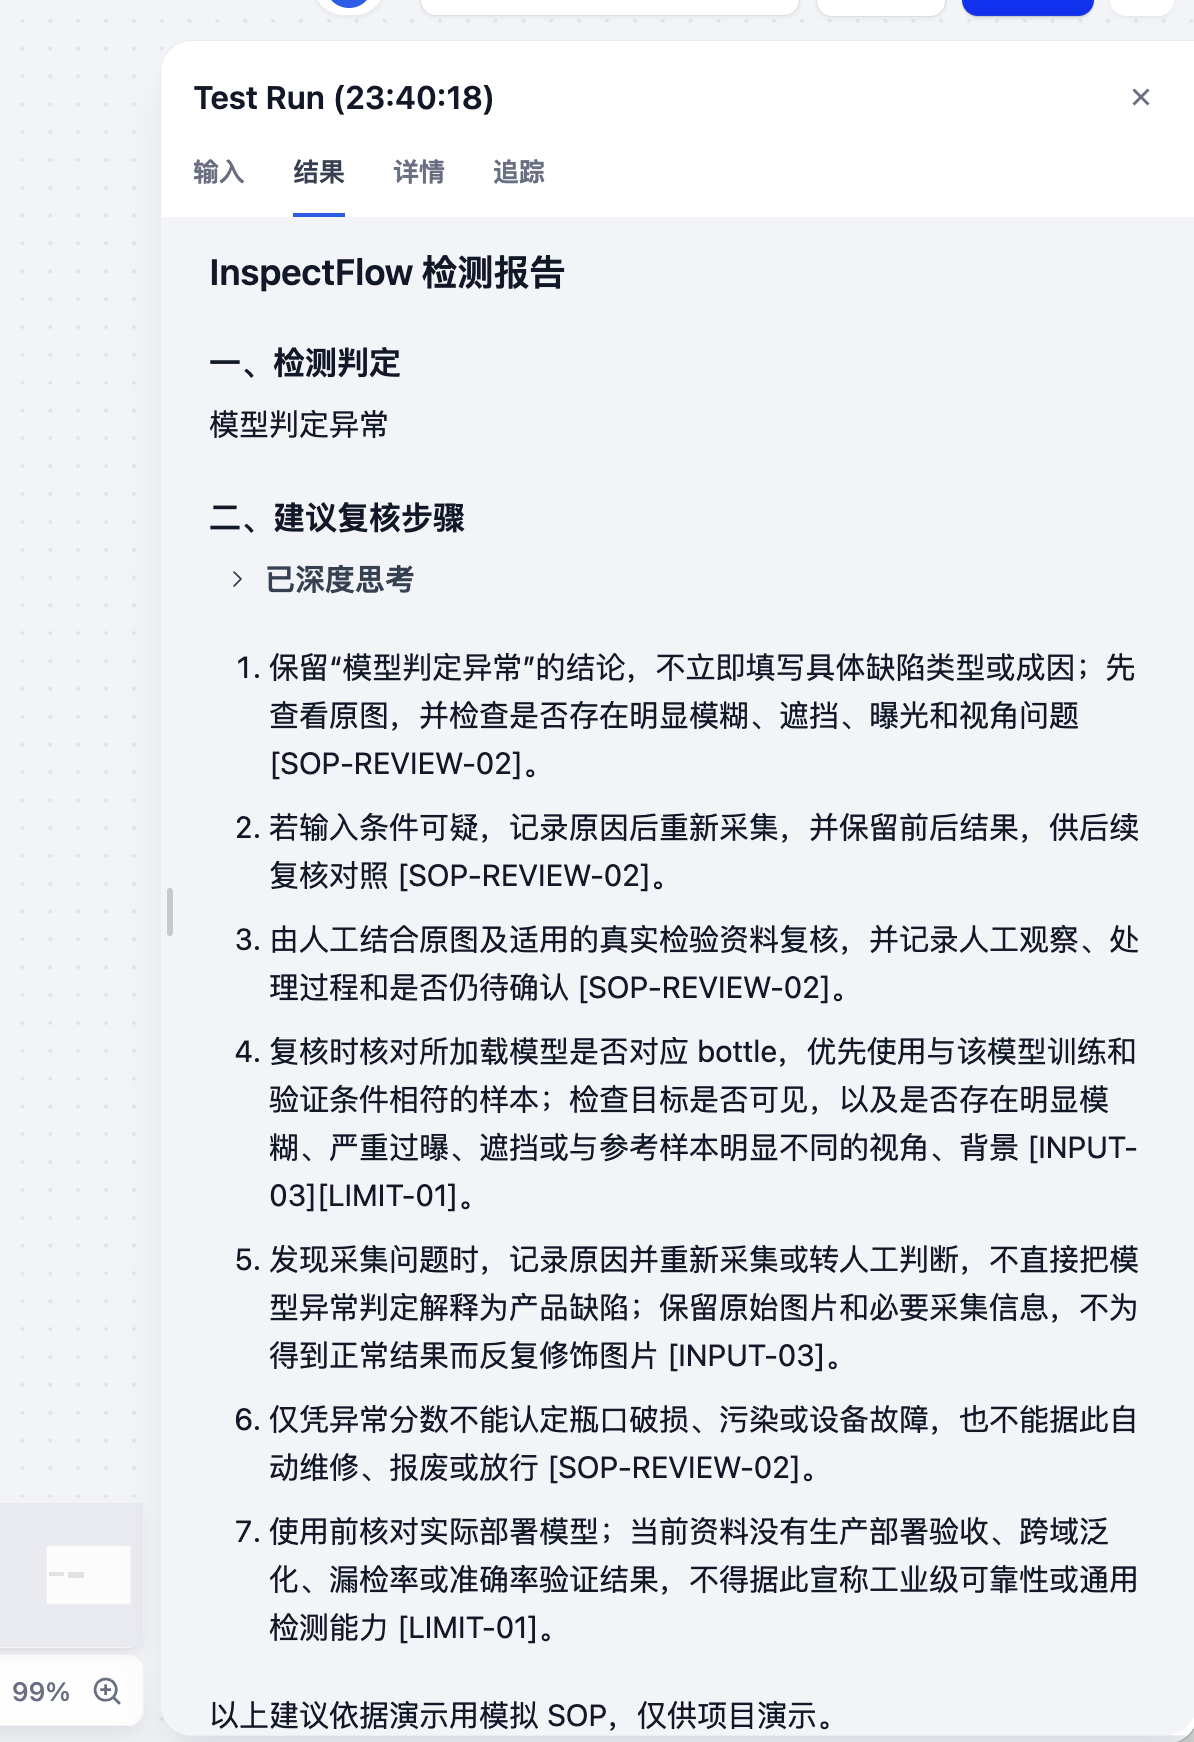 Test Run (23:40:18)
输入 结果 详情 追踪
InspectFlow 检测报告
一、检测判定
模型判定异常
二、建议复核步骤
已深度思考
1. 保留“模型判定异常”的结论，不立即填写具体缺陷类型或成因；先
查看原图，并检查是否存在明显模糊、遮挡、曝光和视角问题
[SOP-REVIEW-02]。
2. 若输入条件可疑，记录原因后重新采集，并保留前后结果，供后续
复核对照 [SOP-REVIEW-02]。
3. 由人工结合原图及适用的真实检验资料复核，并记录人工观察、处
理过程和是否仍待确认 [SOP-REVIEW-02]。
4. 复核时核对所加载模型是否对应 bottle，优先使用与该模型训练和
验证条件相符的样本；检查目标是否可见，以及是否存在明显模
糊、严重过曝、遮挡或与参考样本明显不同的视角、背景 [INPUT-
03][LIMIT-01]。
5. 发现采集问题时，记录原因并重新采集或转人工判断，不直接把模
型异常判定解释为产品缺陷；保留原始图片和必要采集信息，不为
得到正常结果而反复修饰图片 [INPUT-03]。
6. 仅凭异常分数不能认定瓶口破损、污染或设备故障，也不能据此自
动维修、报废或放行 [SOP-REVIEW-02]。
7. 使用前核对实际部署模型；当前资料没有生产部署验收、跨域泛
化、漏检率或准确率验证结果，不得据此宣称工业级可靠性或通用
检测能力 [LIMIT-01]。
以上建议依据演示用模拟 SOP，仅供项目演示。
99%